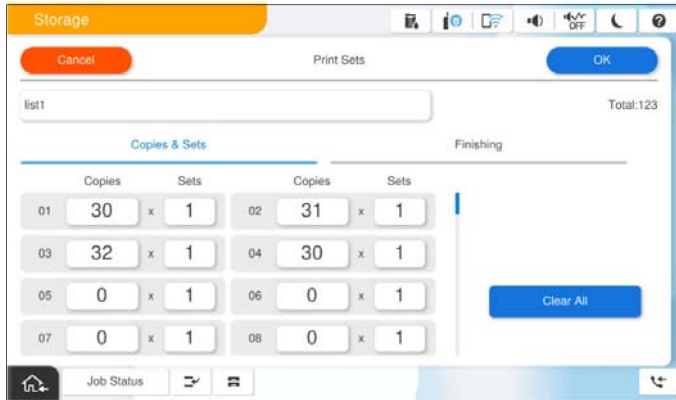 Storage
OFF
Cancel Print Sets OK
list1 Total:123
Copies & Sets Finishing
Copies Sets Copies Sets
01 30 x 1 02 31 x 1
03 32 x 1 04 30 x 1
05 0 x 1 06 0 x 1
Clear All
07 0 x 1 08 0 x 1
Job Status